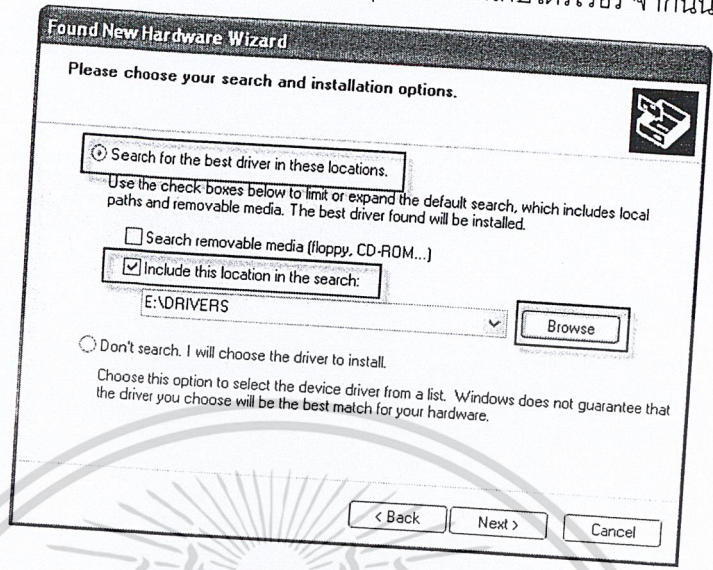 จากนั้น
Found New Hardware Wizard
Please choose your search and installation options.
Search for the best driver in these locations.
Use the check boxes below to limit or expand the default search, which includes local
paths and removable media. The best driver found will be installed.
Search removable media (floppy, CD-ROM...)
Include this location in the search:
E:\DRIVERS
Browse
Don't search. I will choose the driver to install.
Choose this option to select the device driver from a list. Windows does not guarantee that
the driver you choose will be the best match for your hardware.
< Back
Next >
Cancel